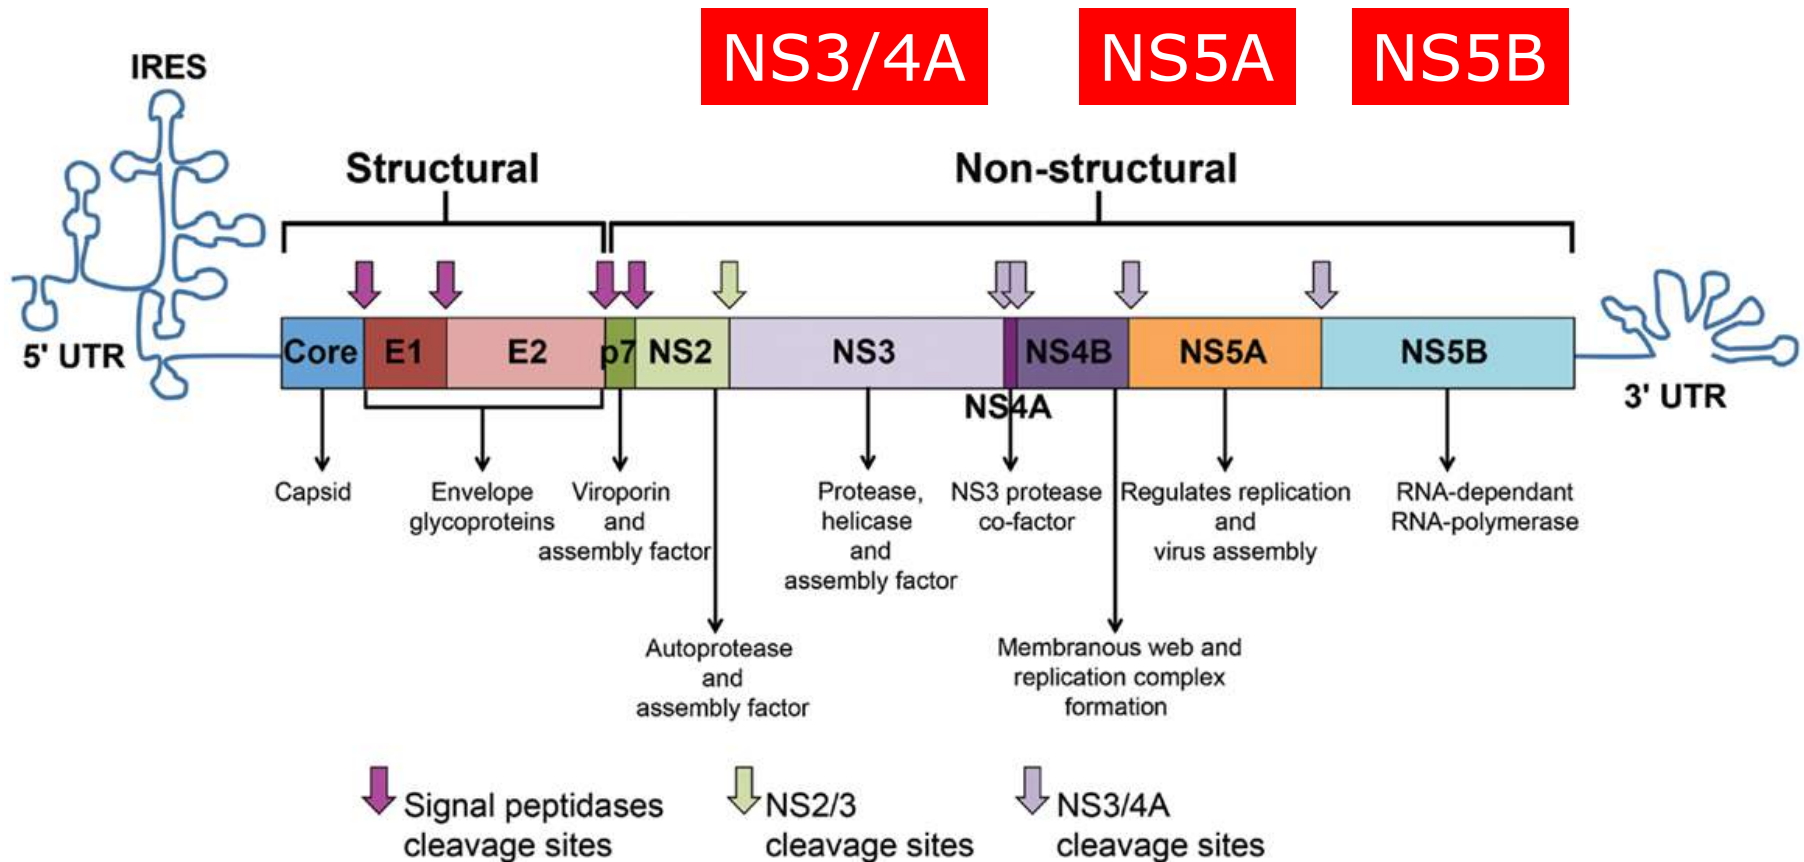 NS3/4A
NS5A
NS5B
IRES
Structural
Non-structural
5' UTR
Core
E1
E2
p7
NS2
NS3
NS4B
NS5A
NS5B
NS4A
3' UTR
Capsid
Envelope
glycoproteins
Viroporin
and
assembly factor
Protease,
helicase
and
assembly factor
NS3 protease
co-factor
Regulates replication
and
virus assembly
RNA-dependant
RNA-polymerase
Autoprotease
and
assembly factor
Membranous web and
replication complex
formation
Signal peptidases
cleavage sites
NS2/3
cleavage sites
NS3/4A
cleavage sites